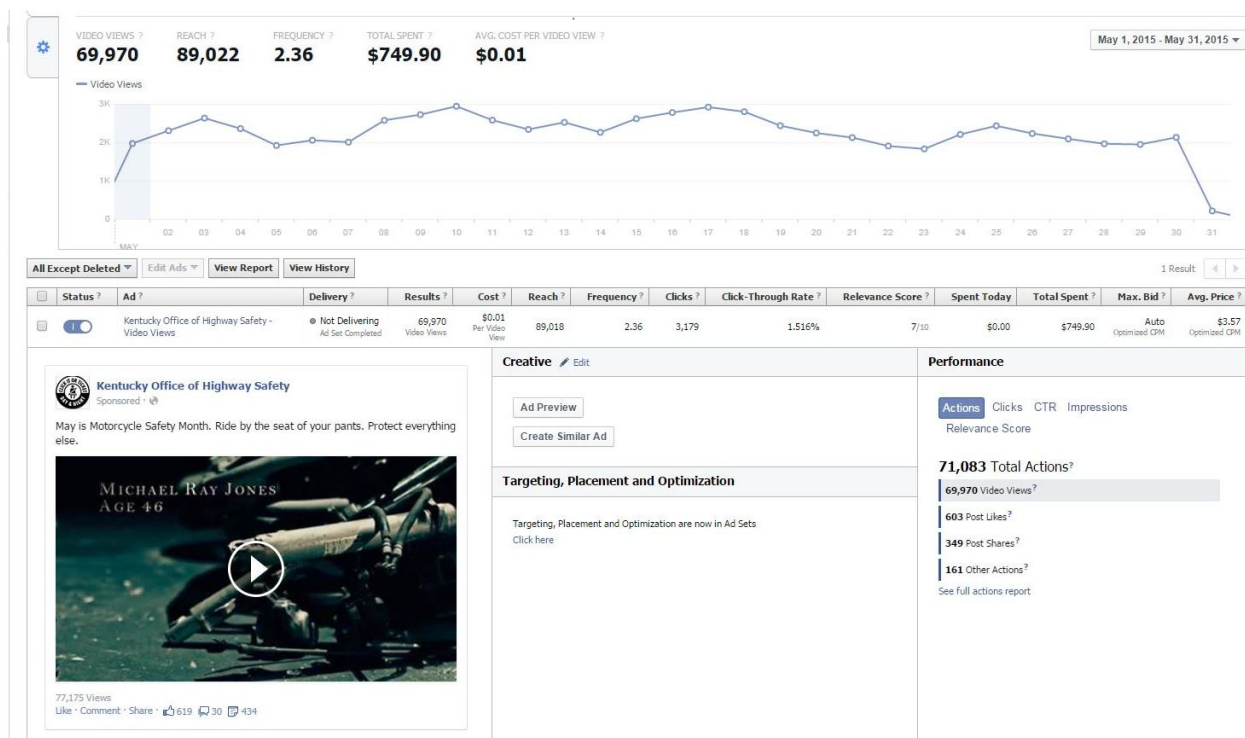 VIDEO VIEWS ? REACH ? FREQUENCY ? TOTAL SPENT ? AVG. COST PER VIDEO VIEW ?
69,970 89,022 2.36 $749.90 $0.01
May 1, 2015 - May 31, 2015
Video Views
3K
2K
1K
0
02 03 04 05 06 07 08 09 10 11 12 13 14 15 16 17 18 19 20 21 22 23 24 25 26 27 28 29 30 31
MAY
All Except Deleted Edit Ads View Report View History 1 Result
Status ? Ad ? Delivery ? Results ? Cost ? Reach ? Frequency ? Clicks ? Click-Through Rate ? Relevance Score ? Spent Today Total Spent ? Max. Bid ? Avg. Price ?
Kentucky Office of Highway Safety - Video Views
Not Delivering
Ad Set Completed
69,970
Video Views
$0.01
Per Video View
89,018 2.36 3,179 1.516% 7/10 $0.00 $749.90
Auto
Optimized CPM
$3.57
Optimized CPM
Kentucky Office of Highway Safety
Sponsored ·
May is Motorcycle Safety Month. Ride by the seat of your pants. Protect everything
else.
MICHAEL RAY JONES
AGE 46
77,175 Views
Like · Comment · Share · 619 30 434
Creative Edit
Ad Preview
Create Similar Ad
Targeting, Placement and Optimization
Targeting, Placement and Optimization are now in Ad Sets
Click here
Performance
Actions Clicks CTR Impressions
Relevance Score
71,083 Total Actions?
69,970 Video Views?
603 Post Likes?
349 Post Shares?
161 Other Actions?
See full actions report